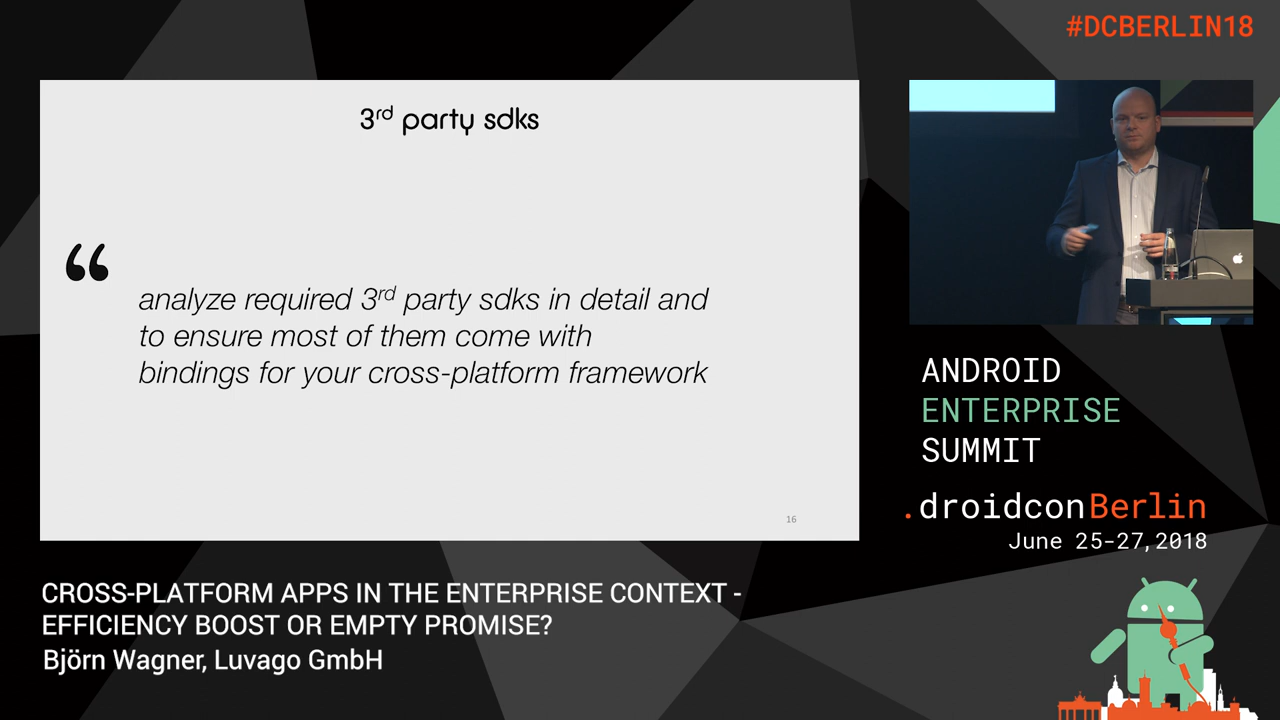 #DCBERLIN18
3rd party sdks
“
analyze required 3rd party sdks in detail and
to ensure most of them come with
bindings for your cross-platform framework
16
ANDROID
ENTERPRISE
SUMMIT
.droidconBerlin
June 25-27, 2018
CROSS-PLATFORM APPS IN THE ENTERPRISE CONTEXT -
EFFICIENCY BOOST OR EMPTY PROMISE?
Björn Wagner, Luvago GmbH